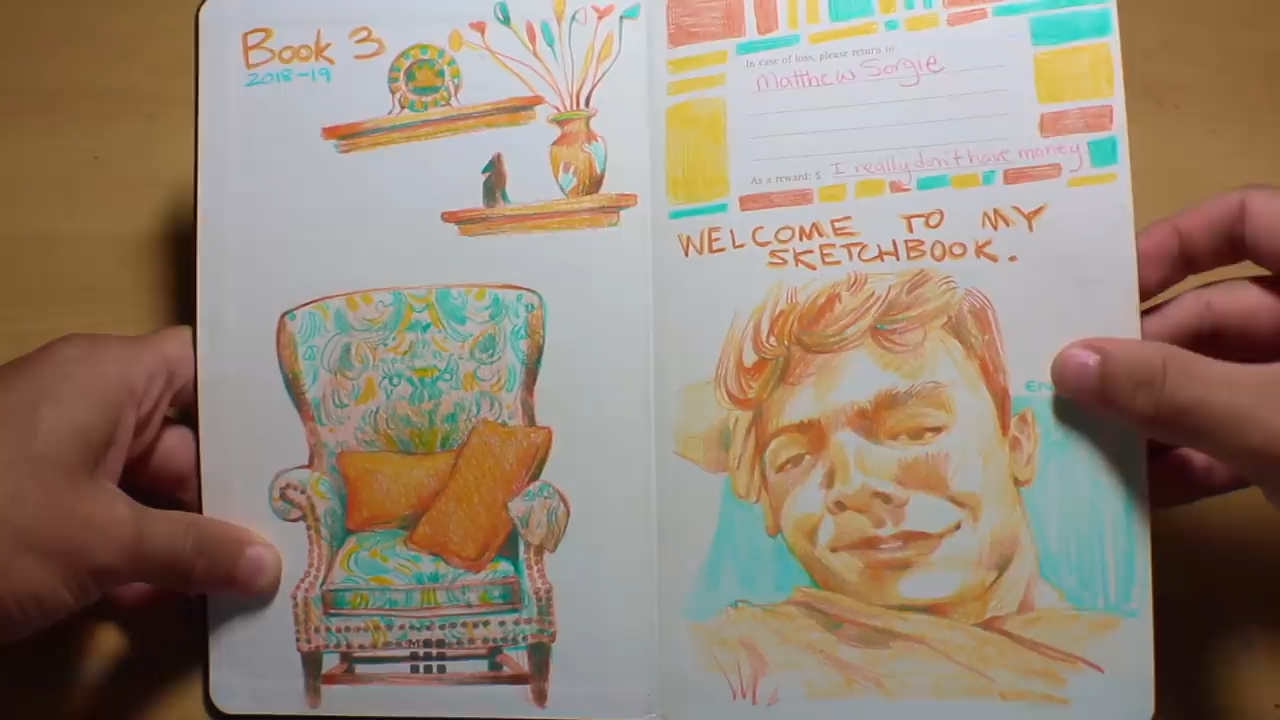 Book 3
2018-19
In case of loss, please return to:
Matthew Sorgie
As a reward: $ I really don't have money
WELCOME TO MY
SKETCHBOOK.